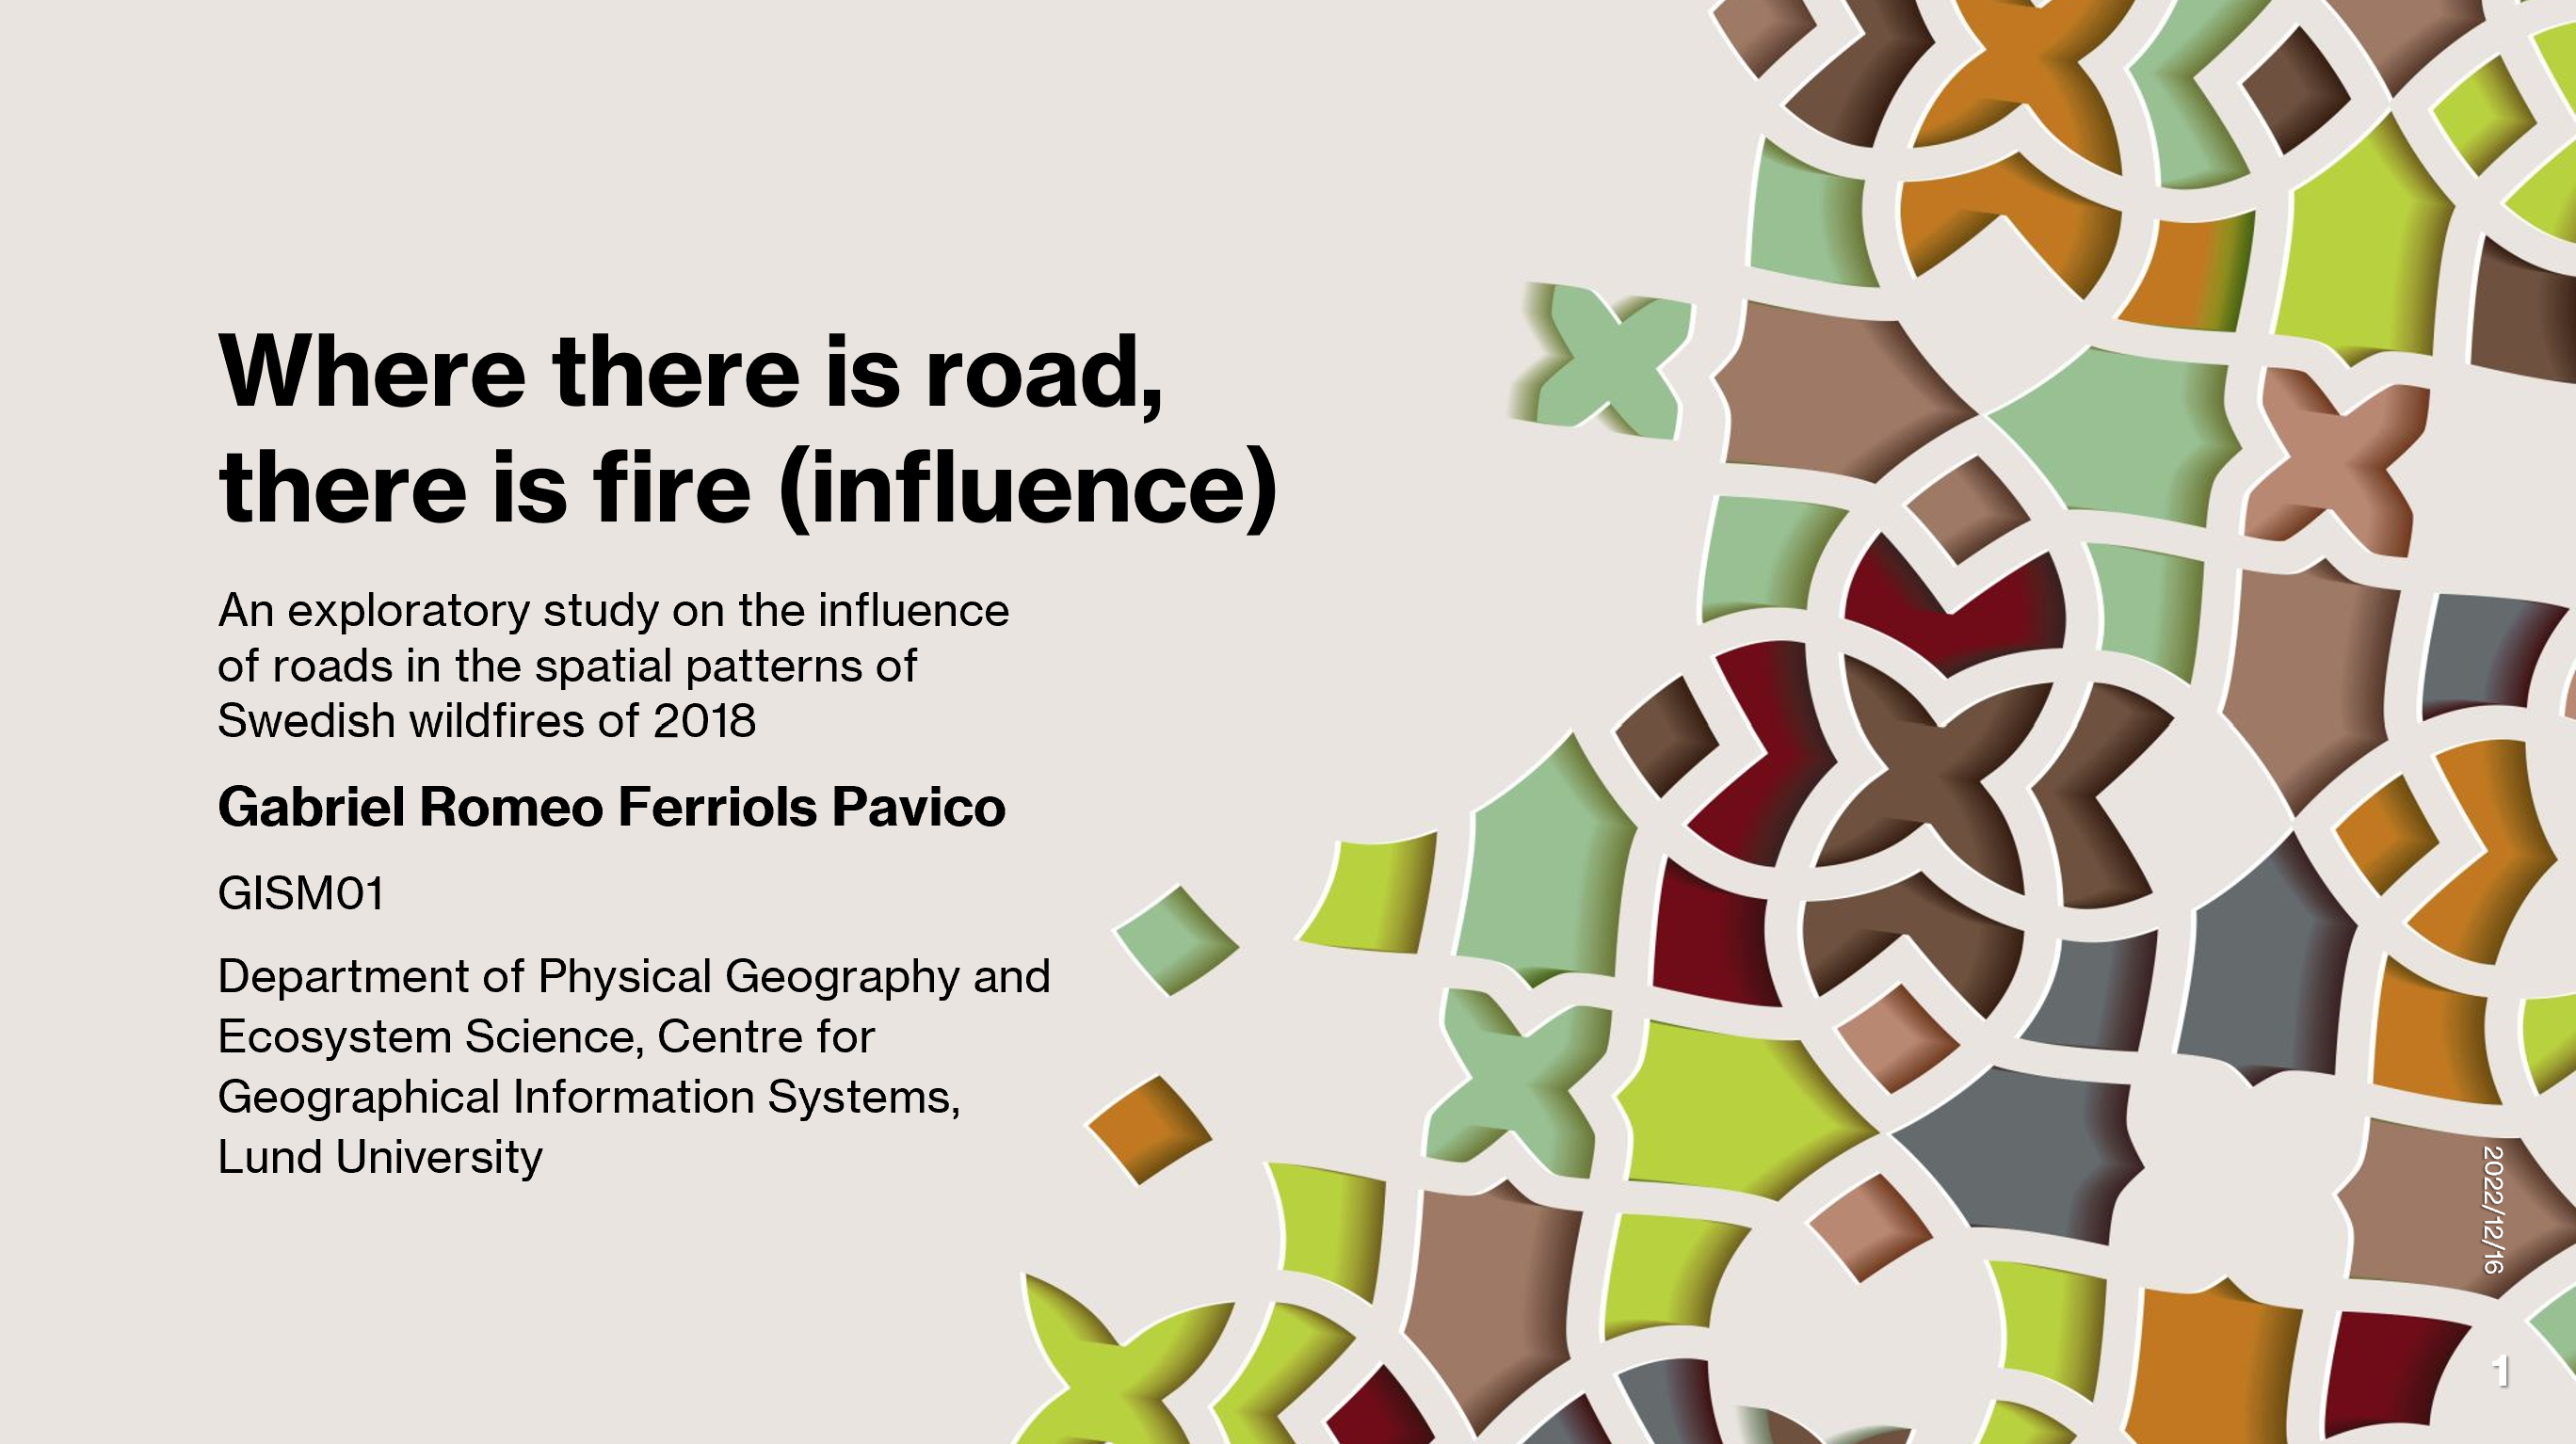 Where there is road,
there is fire (influence)
An exploratory study on the influence
of roads in the spatial patterns of
Swedish wildfires of 2018
Gabriel Romeo Ferriols Pavico
GISM01
Department of Physical Geography and
Ecosystem Science, Centre for
Geographical Information Systems,
Lund University
2022/12/16
1